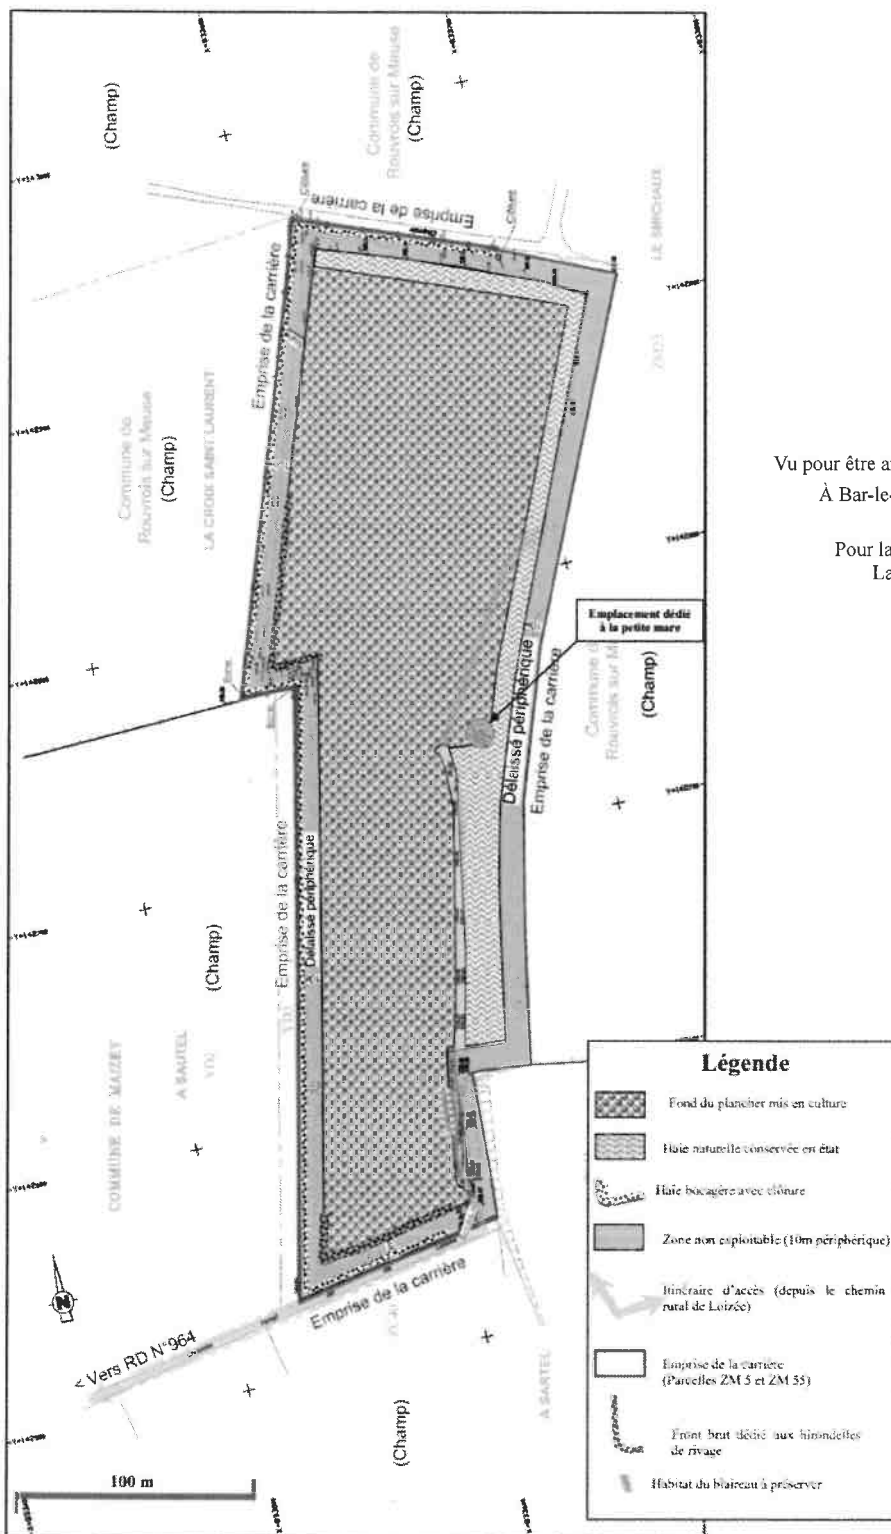 (Champ)
Commune de
Rouvrois sur Meuse
(Champ)
Clôture
Emprise de la carrière
Clôture
LE BIRCHAUX
Emprise de la carrière
ZM23
Commune de
Rouvrois sur Meuse
(Champ)
LA CROIX SAINT LAURENT
Vu pour être a
À Bar-le-
Pour la
La
Emplacement dédié
à la petite mare
Délaissé périphérique
Emprise de la carrière
Commune d
Rouvrois sur M
(Champ)
Emprise de la carrière
Délaissé périphérique
(Champ)
COMMUNE DE MAIZEY
A SAUTEL
Emprise de la carrière
N
< Vers RD N°964
A SARTEL
(Champ)
100 m
Légende
Fond du plancher mis en culture
Haie naturelle conservée en état
Haie bocagère avec clôture
Zone non exploitable (10m périphérique)
Itinéraire d'accès (depuis le chemin
rural de Loizée)
Emprise de la carrière
(Parcelles ZM 5 et ZM 55)
Front brut dédié aux hirondelles
de rivage
Habitat du blaireau à préserver